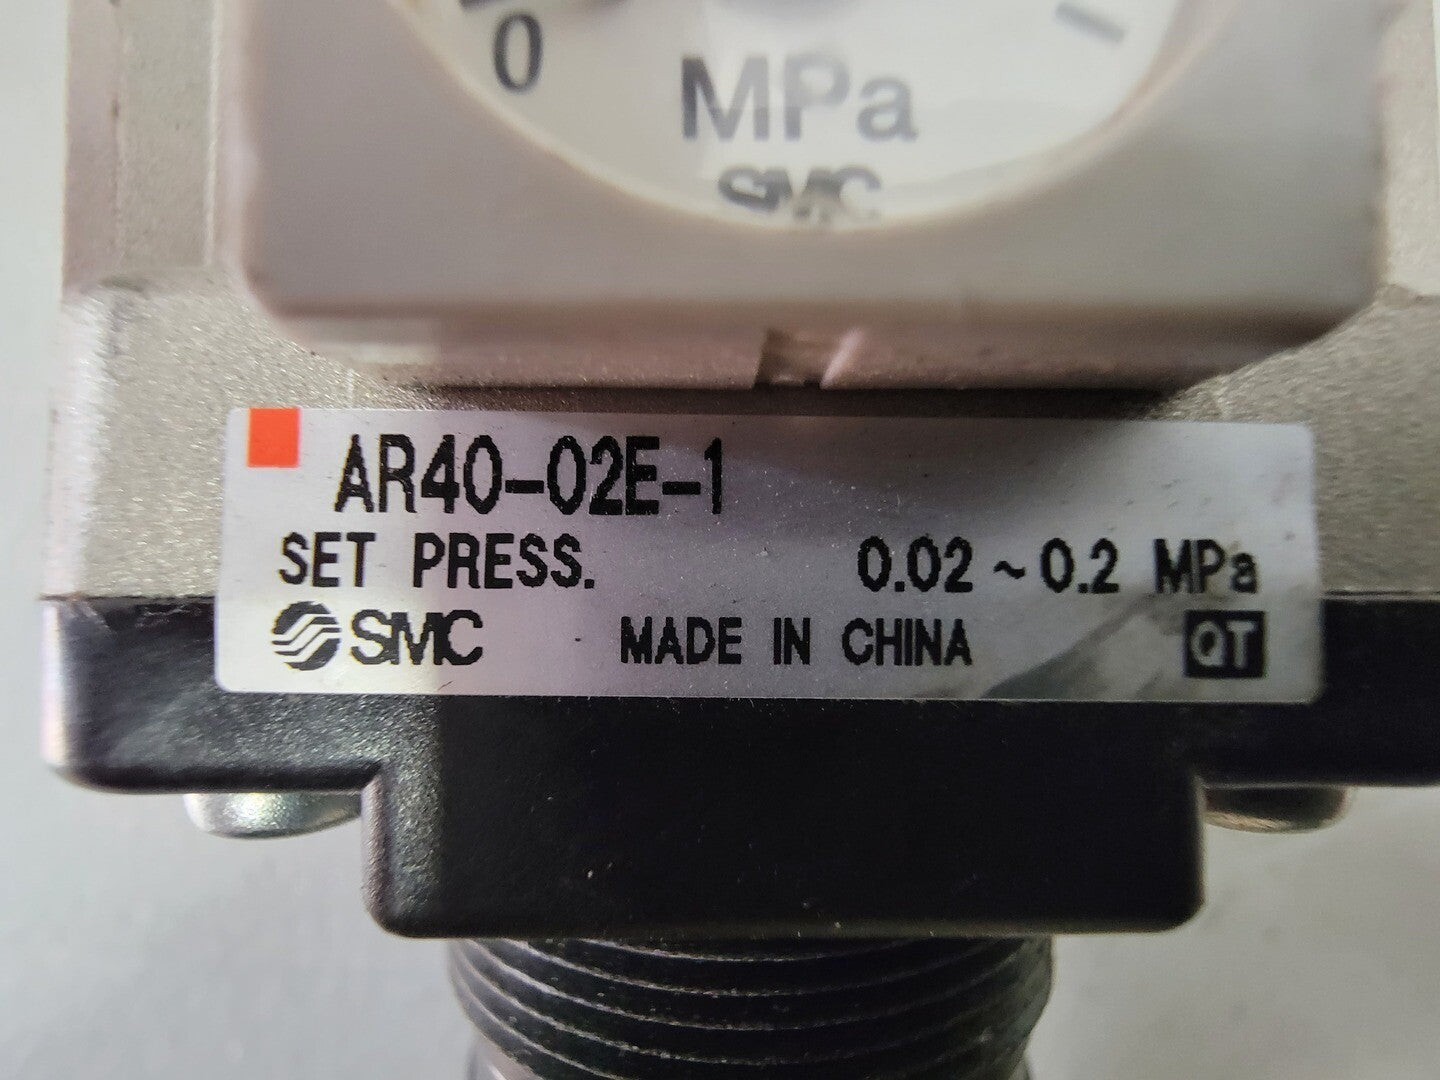 0
MPa
SMC
AR40-02E-1
SET PRESS. 0.02 ~ 0.2 MPa
SMC MADE IN CHINA QT